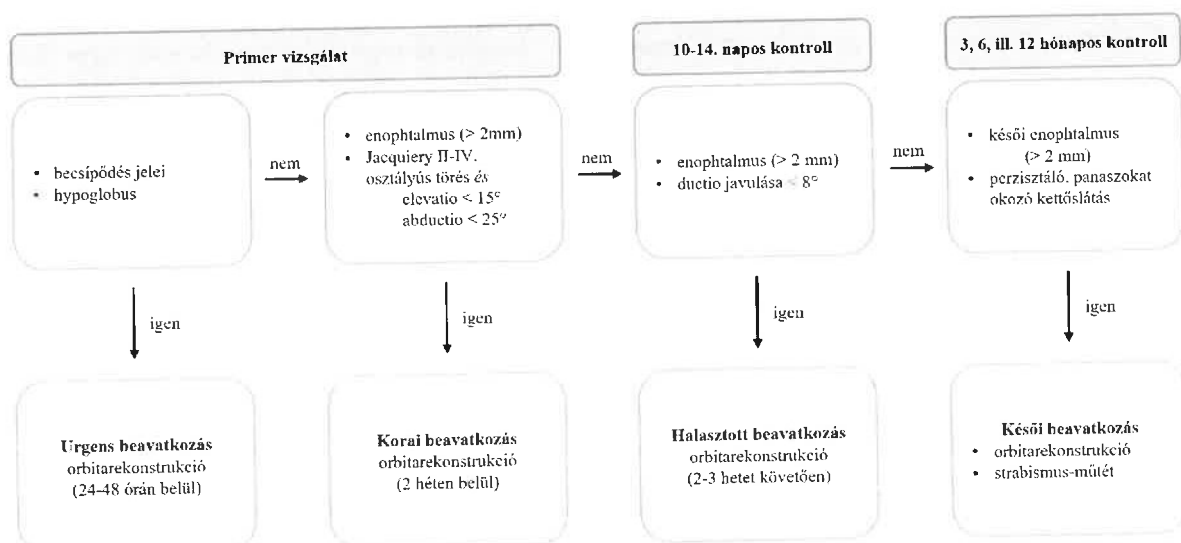 Primer vizsgálat
10-14. napos kontroll
3, 6, ill. 12 hónapos kontroll
• becsípődés jelei
• hypoglobus
nem
• enophtalmus (> 2mm)
• Jacquiery II-IV.
osztályús törés és
elevatio < 15°
abductio < 25°
nem
• enophtalmus (> 2 mm)
• ductio javulása < 8°
nem
• késői enophtalmus
(> 2 mm)
• perzisztáló, panaszokat
okozó kettőslátás
igen
igen
igen
igen
Urgens beavatkozás
orbitarekonstrukció
(24-48 órán belül)
Korai beavatkozás
orbitarekonstrukció
(2 héten belül)
Halasztott beavatkozás
orbitarekonstrukció
(2-3 hetet követően)
Késői beavatkozás
• orbitarekonstrukció
• strabismus-műtét